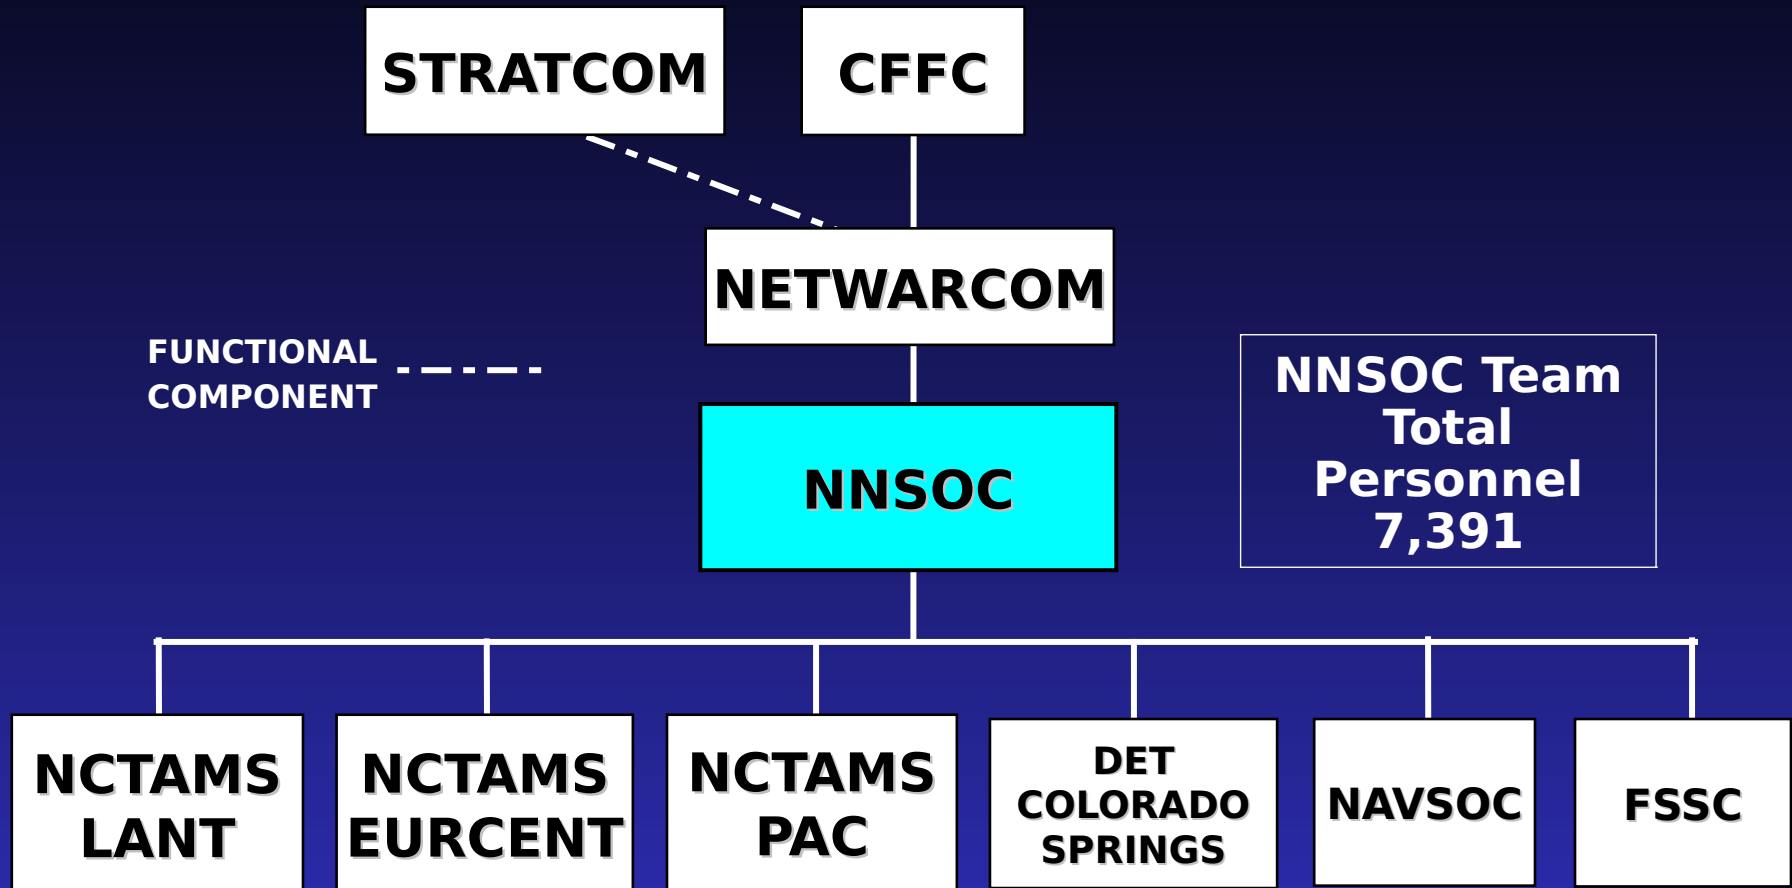 STRATCOM
CFFC
NETWARCOM
FUNCTIONAL
COMPONENT
NNSOC Team
Total
Personnel
7,391
NNSOC
NCTAMS
LANT
NCTAMS
EURCENT
NCTAMS
PAC
DET
COLORADO
SPRINGS
NAVSOC
FSSC